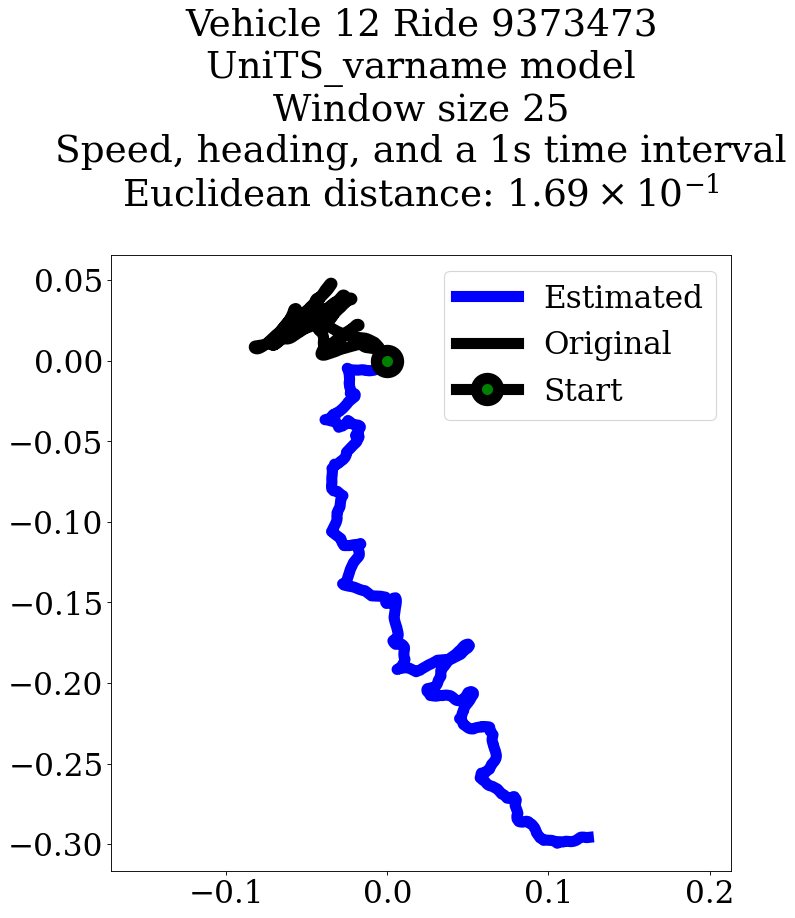 Vehicle 12 Ride 9373473
UniTS_varname model
Window size 25
Speed, heading, and a 1s time interval
Euclidean distance: 1.69 × 10⁻¹
Estimated
Original
Start
0.05
0.00
−0.05
−0.10
−0.15
−0.20
−0.25
−0.30
−0.1 0.0 0.1 0.2